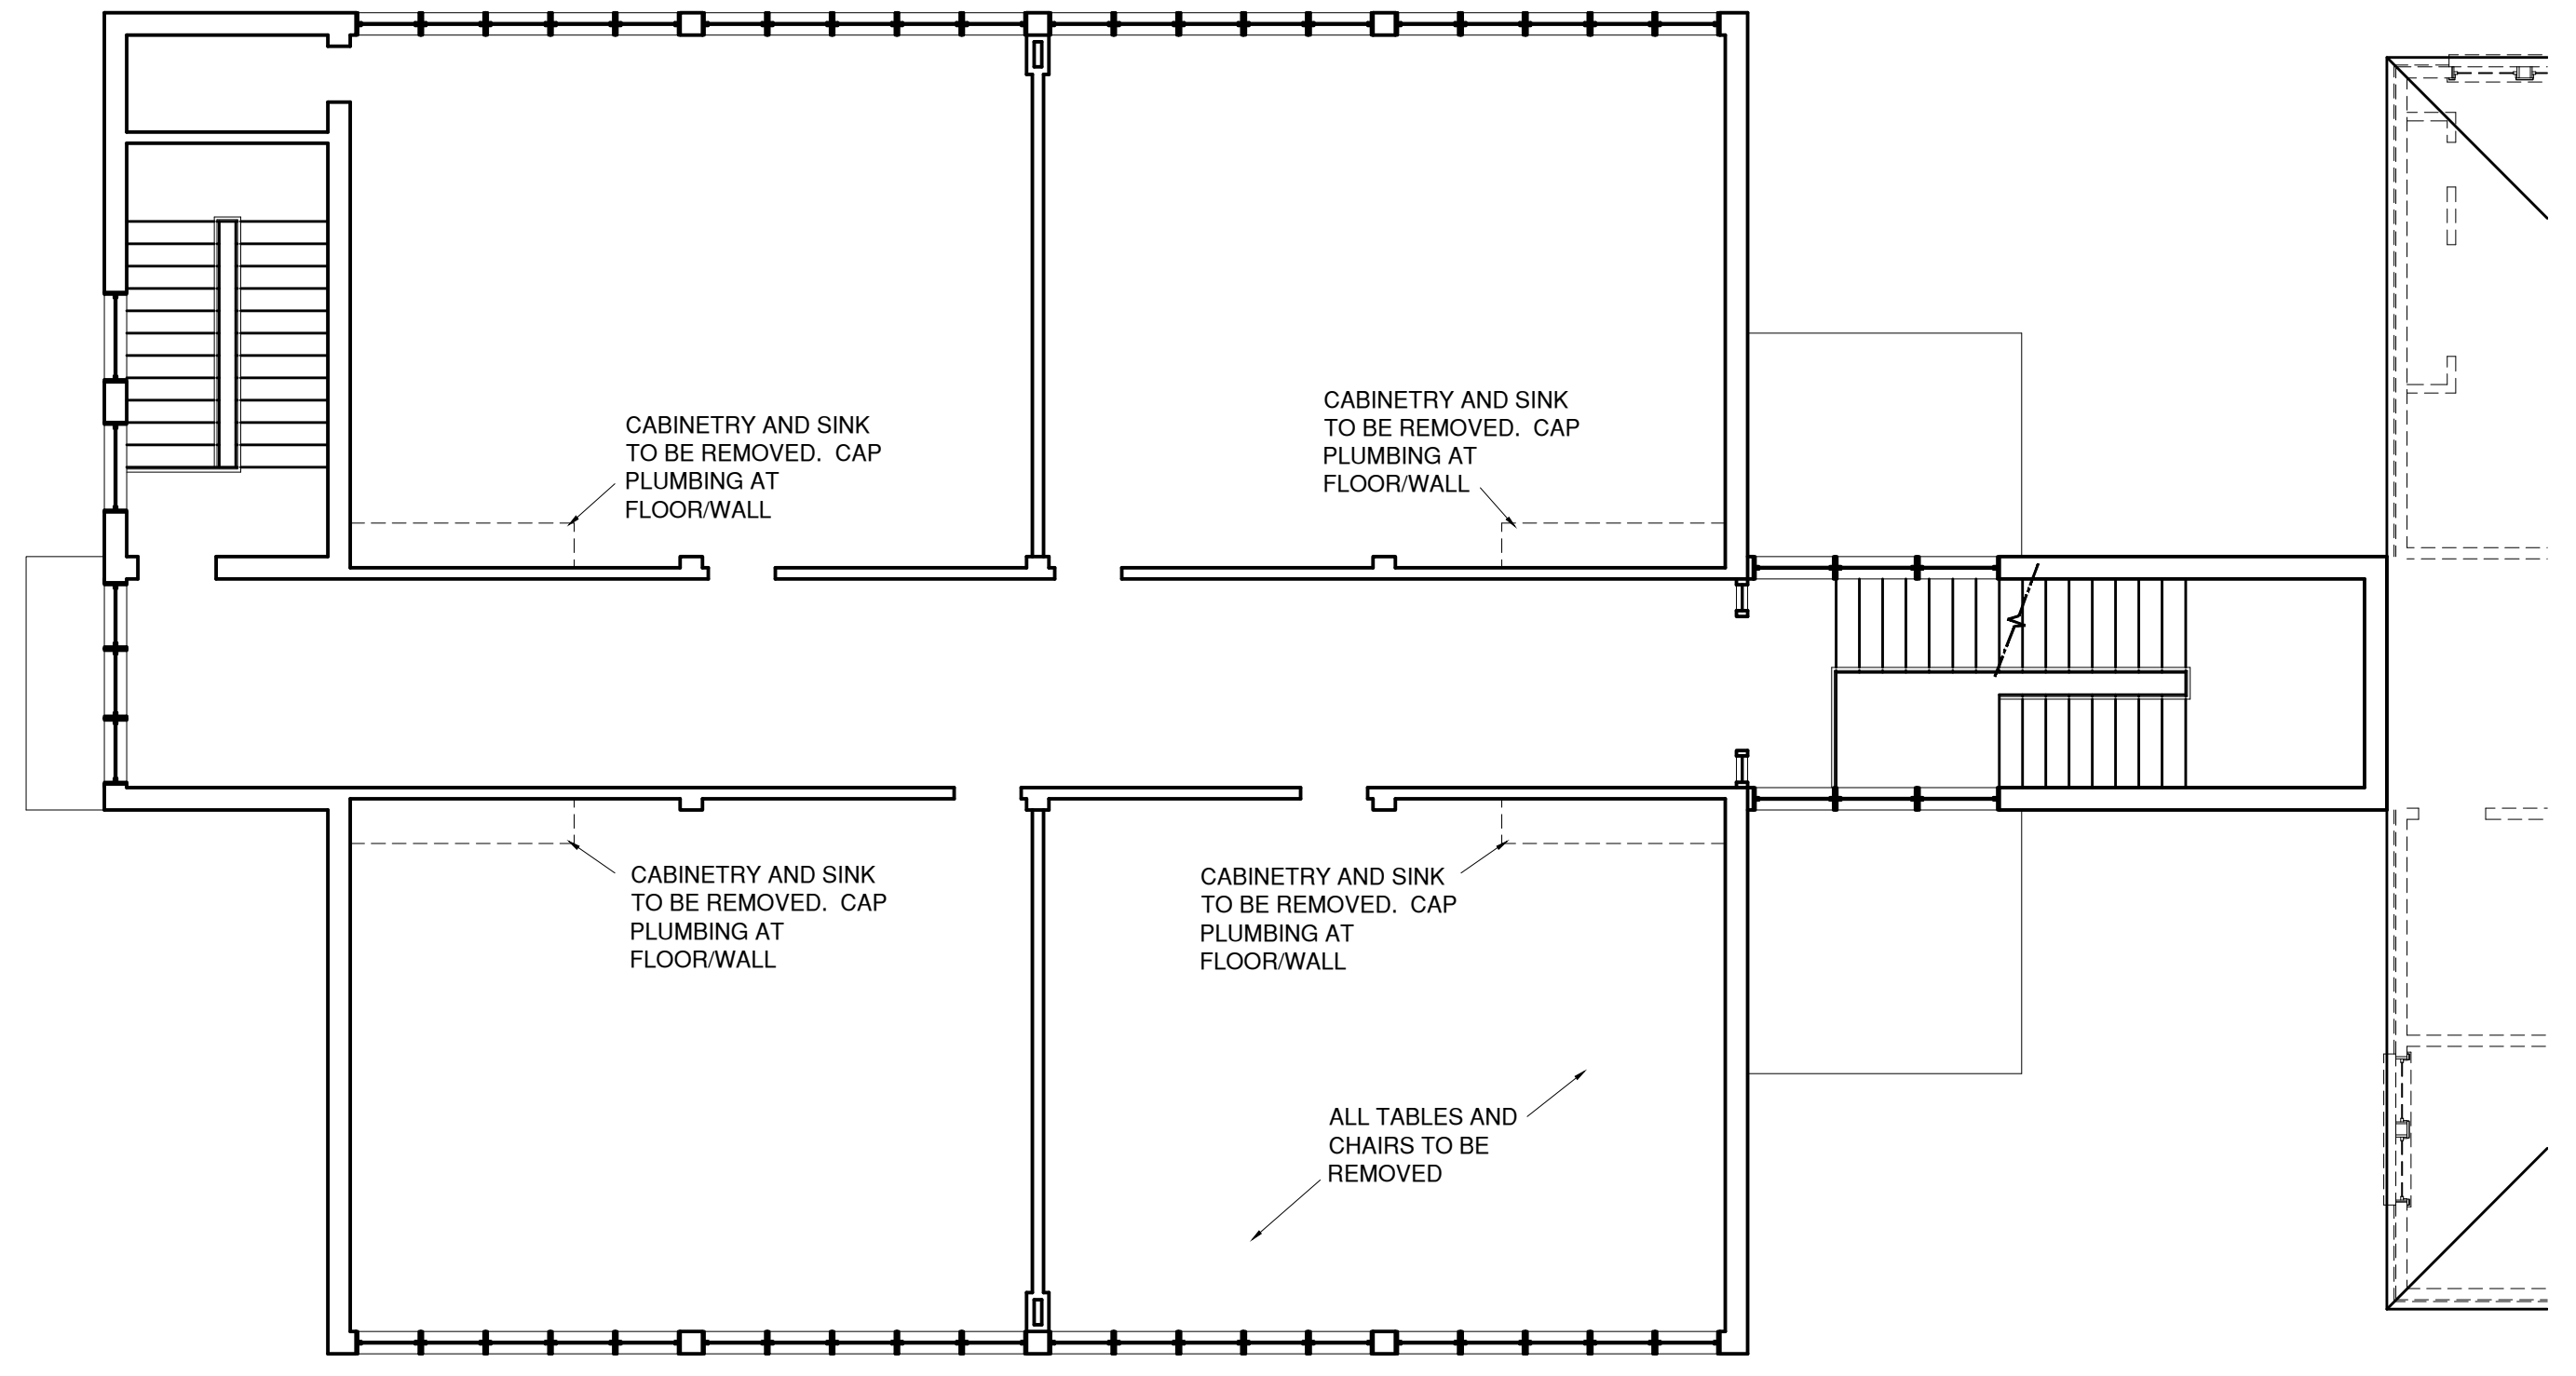 CABINETRY AND SINK
TO BE REMOVED.  CAP
PLUMBING AT
FLOOR/WALL
CABINETRY AND SINK
TO BE REMOVED.  CAP
PLUMBING AT
FLOOR/WALL
CABINETRY AND SINK
TO BE REMOVED.  CAP
PLUMBING AT
FLOOR/WALL
CABINETRY AND SINK
TO BE REMOVED.  CAP
PLUMBING AT
FLOOR/WALL
ALL TABLES AND
CHAIRS TO BE
REMOVED